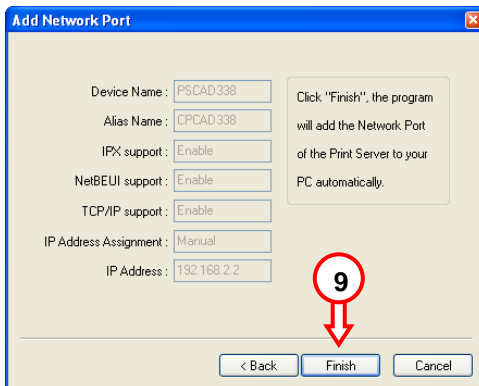 Add Network Port
Device Name : PSCAD338
Alias Name : CPCAD338
IPX support : Enable
NetBEUI support : Enable
TCP/IP support : Enable
IP Address Assignment : Manual
IP Address : 192.168.2.2
Click "Finish", the program
will add the Network Port
of the Print Server to your
PC automatically.
9
< Back Finish Cancel